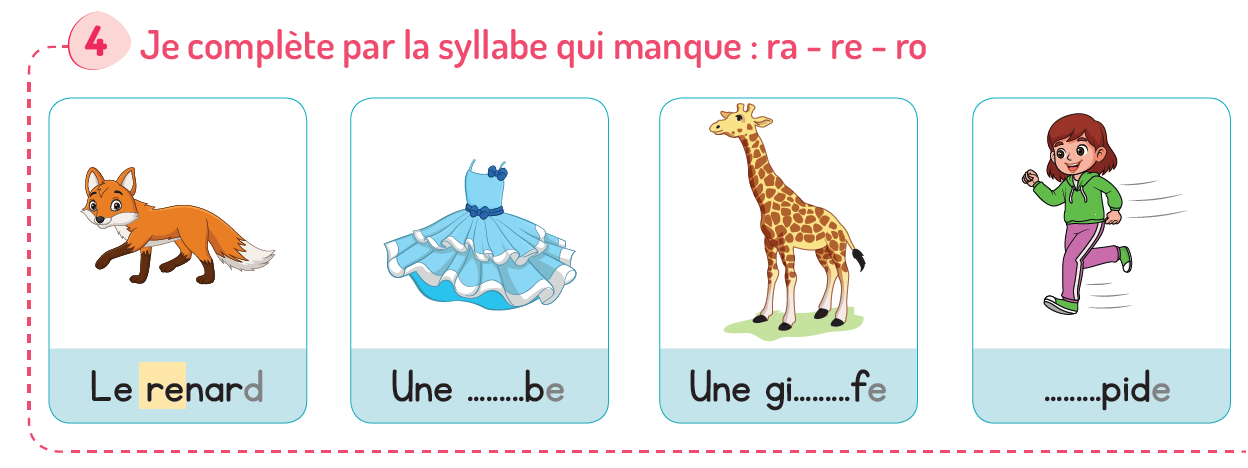 4 Je complète par la syllabe qui manque : ra - re - ro
Le renard
Une .........be
Une gi.........fe
.........pide